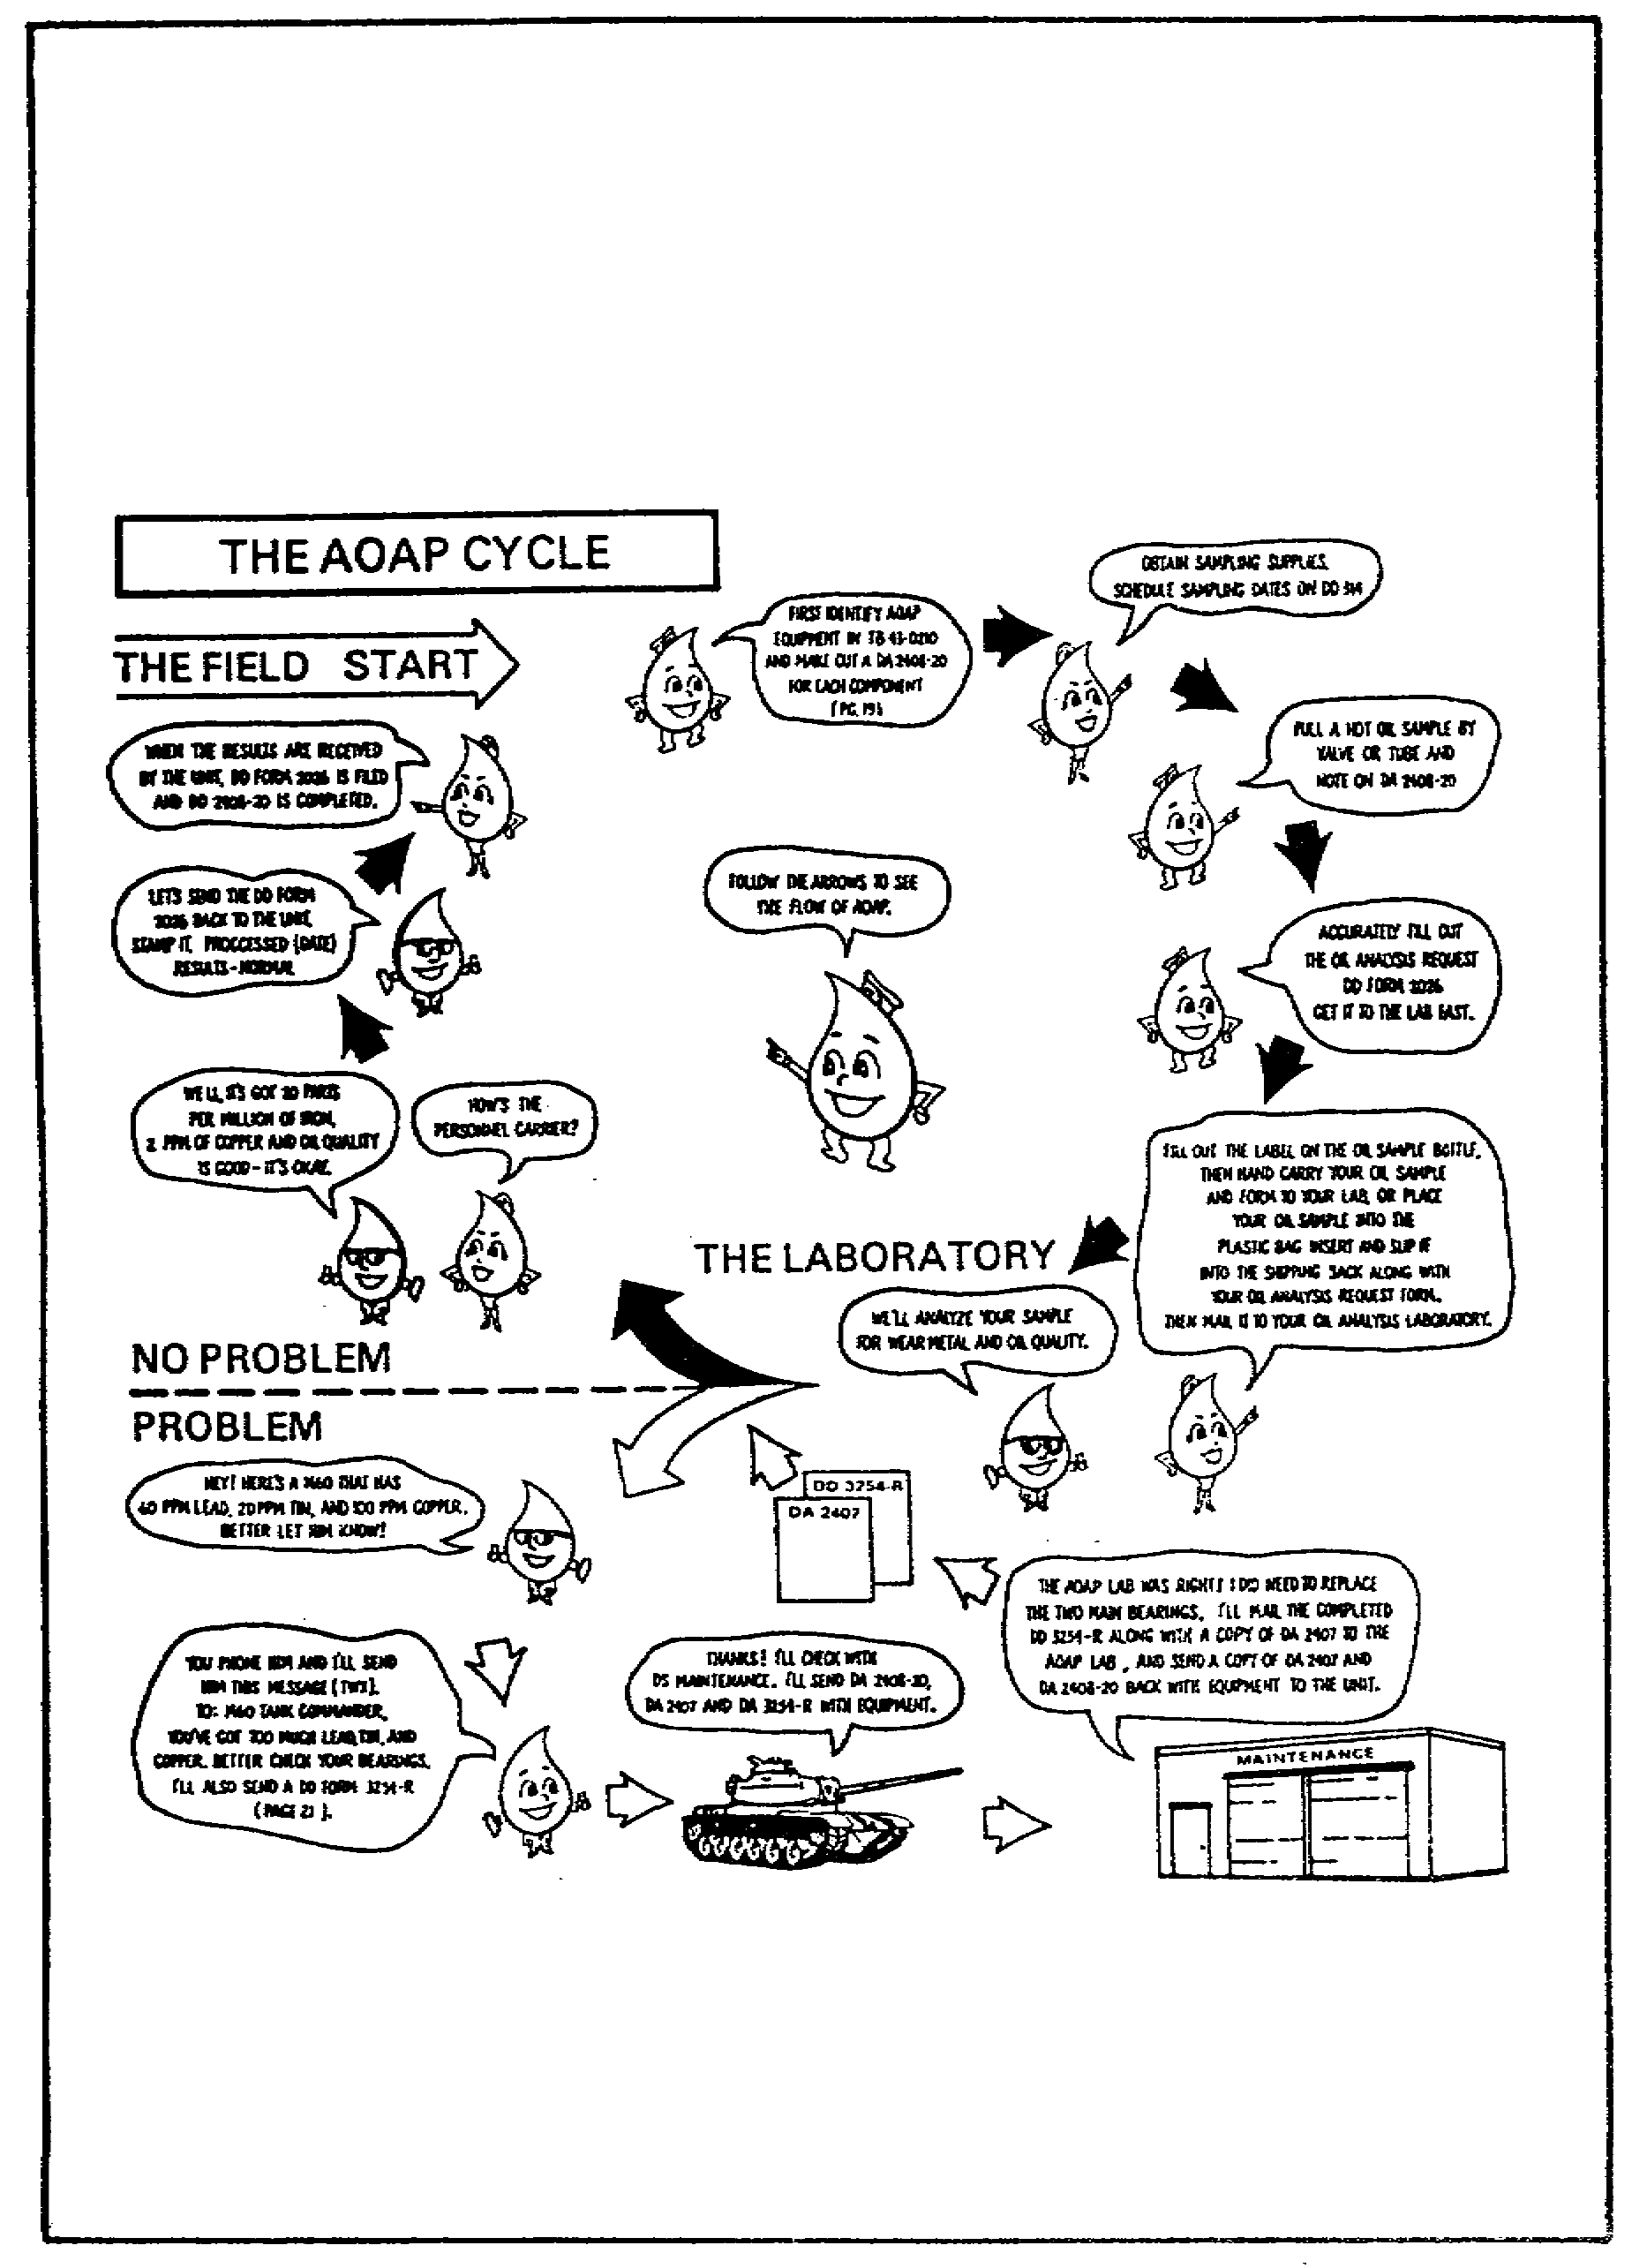 THE AOAP CYCLE
THE FIELD START
FIRST IDENTIFY AOAP
EQUIPMENT IN TB 43-0210
AND MAKE OUT A DA 2408-20
FOR EACH COMPONENT
(PG. 19).
OBTAIN SAMPLING SUPPLIES.
SCHEDULE SAMPLING DATES ON DD 314
PULL A HOT OIL SAMPLE BY
VALVE OR TUBE AND
NOTE ON DA 2408-20
ACCURATELY FILL OUT
THE OIL ANALYSIS REQUEST
DD FORM 2026
GET IT TO THE LAB FAST.
FILL OUT THE LABEL ON THE OIL SAMPLE BOTTLE,
THEN HAND CARRY YOUR OIL SAMPLE
AND FORM TO YOUR LAB, OR PLACE
YOUR OIL SAMPLE INTO THE
PLASTIC BAG INSERT AND SLIP IT
INTO THE SHIPPING SACK ALONG WITH
YOUR OIL ANALYSIS REQUEST FORM.
THEN MAIL IT TO YOUR OIL ANALYSIS LABORATORY.
FOLLOW THE ARROWS TO SEE
THE FLOW OF AOAP.
THE LABORATORY
WE'LL ANALYZE YOUR SAMPLE
FOR WEAR METAL AND OIL QUALITY.
HOW'S THE
PERSONNEL CARRIER?
WELL, IT'S GOT 20 PARTS
PER MILLION OF IRON,
2 PPM OF COPPER AND OIL QUALITY
IS GOOD - IT'S OKAY.
LET'S SEND THE DD FORM
2026 BACK TO THE UNIT,
STAMP IT, PROCCESSED (DATE)
RESULTS - NORMAL
WHEN THE RESULTS ARE RECEIVED
BY THE UNIT, DD FORM 2026 IS FILED
AND DD 2408-20 IS COMPLETED.
NO PROBLEM
PROBLEM
HEY! HERE'S A M60 THAT HAS
60 PPM LEAD, 20 PPM TIN, AND 100 PPM COPPER.
BETTER LET HIM KNOW!
YOU PHONE HIM AND I'LL SEND
HIM THIS MESSAGE (TWX).
TO: M60 TANK COMMANDER,
YOU'VE GOT TOO MUCH LEAD, TIN, AND
COPPER. BETTER CHECK YOUR BEARINGS.
I'LL ALSO SEND A DD FORM 3254-R
(PAGE 21).
THANKS! I'LL CHECK WITH
DS MAINTENANCE. I'LL SEND DA 2408-20,
DA 2407 AND DA 3254-R WITH EQUIPMENT.
THE AOAP LAB WAS RIGHT! I DO NEED TO REPLACE
THE TWO MAIN BEARINGS. I'LL MAIL THE COMPLETED
DD 3254-R ALONG WITH A COPY OF DA 2407 TO THE
AOAP LAB, AND SEND A COPY OF DA 2407 AND
DA 2408-20 BACK WITH EQUIPMENT TO THE UNIT.
MAINTENANCE
DD 3254-R
DA 2407